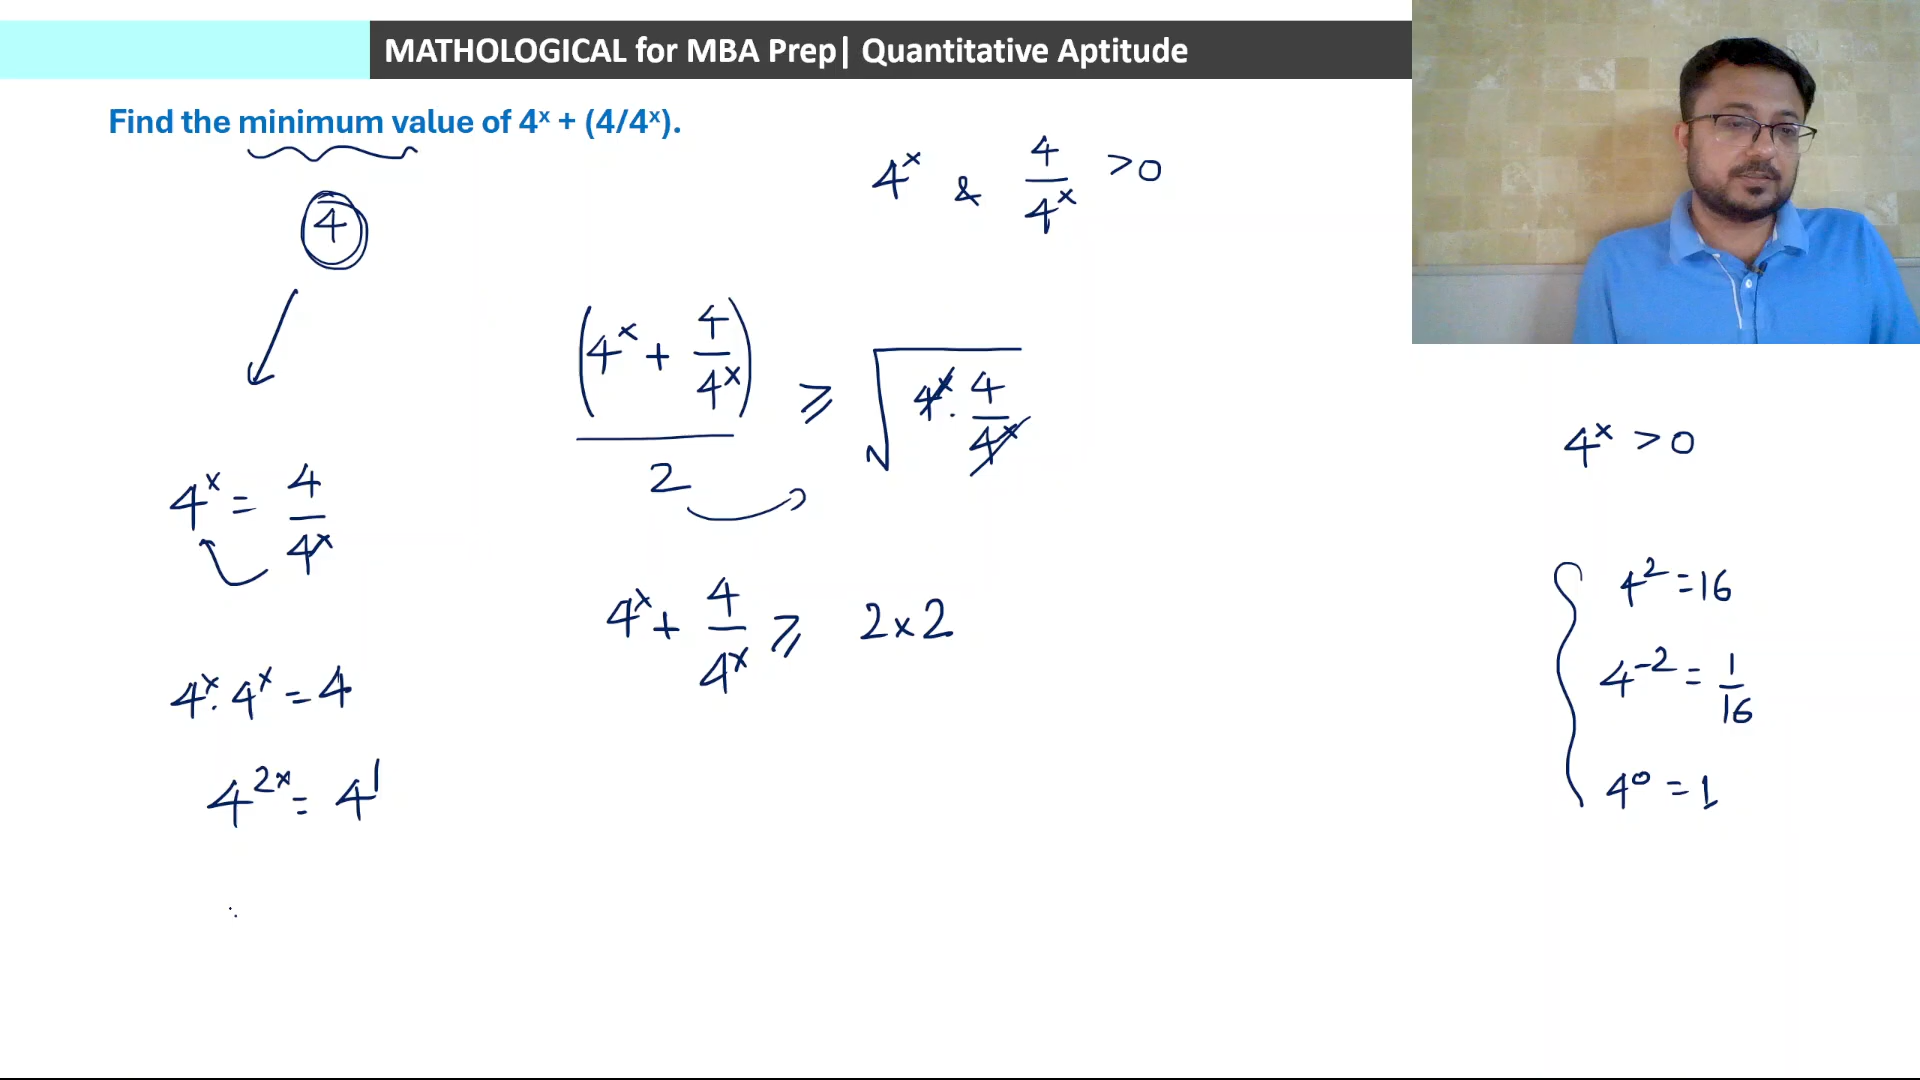 MATHOLOGICAL for MBA Prep| Quantitative Aptitude
Find the minimum value of 4ˣ + (4/4ˣ).
4
4ˣ & 4/4ˣ >0
(4ˣ + 4/4ˣ)/2 ⩾ √(4ˣ · 4/4ˣ)
4ˣ + 4/4ˣ ⩾ 2×2
4ˣ = 4/4ˣ
4ˣ · 4ˣ = 4
4²ˣ = 4¹
4ˣ > 0
4² = 16
4⁻² = 1/16
4⁰ = 1